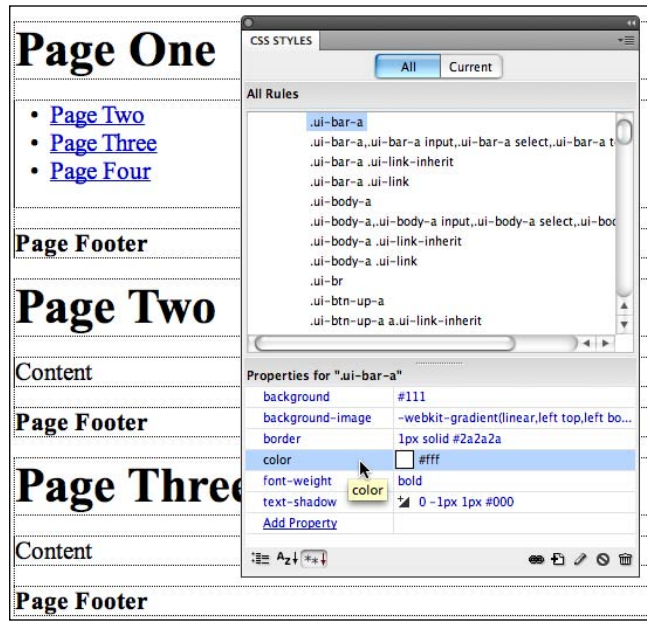 Page One
• Page Two
• Page Three
• Page Four
Page Footer
Page Two
Content
Page Footer
Page Three
Content
Page Footer
CSS STYLES
All Current
All Rules
.ui-bar-a
.ui-bar-a,.ui-bar-a input,.ui-bar-a select,.ui-bar-a t
.ui-bar-a .ui-link-inherit
.ui-bar-a .ui-link
.ui-body-a
.ui-body-a,.ui-body-a input,.ui-body-a select,.ui-boc
.ui-body-a .ui-link-inherit
.ui-body-a .ui-link
.ui-br
.ui-btn-up-a
.ui-btn-up-a a.ui-link-inherit
Properties for ".ui-bar-a"
background #111
background-image -webkit-gradient(linear,left top,left bo...
border 1px solid #2a2a2a
color #fff
font-weight bold
color
text-shadow 0 -1px 1px #000
Add Property
Az↓ **↓